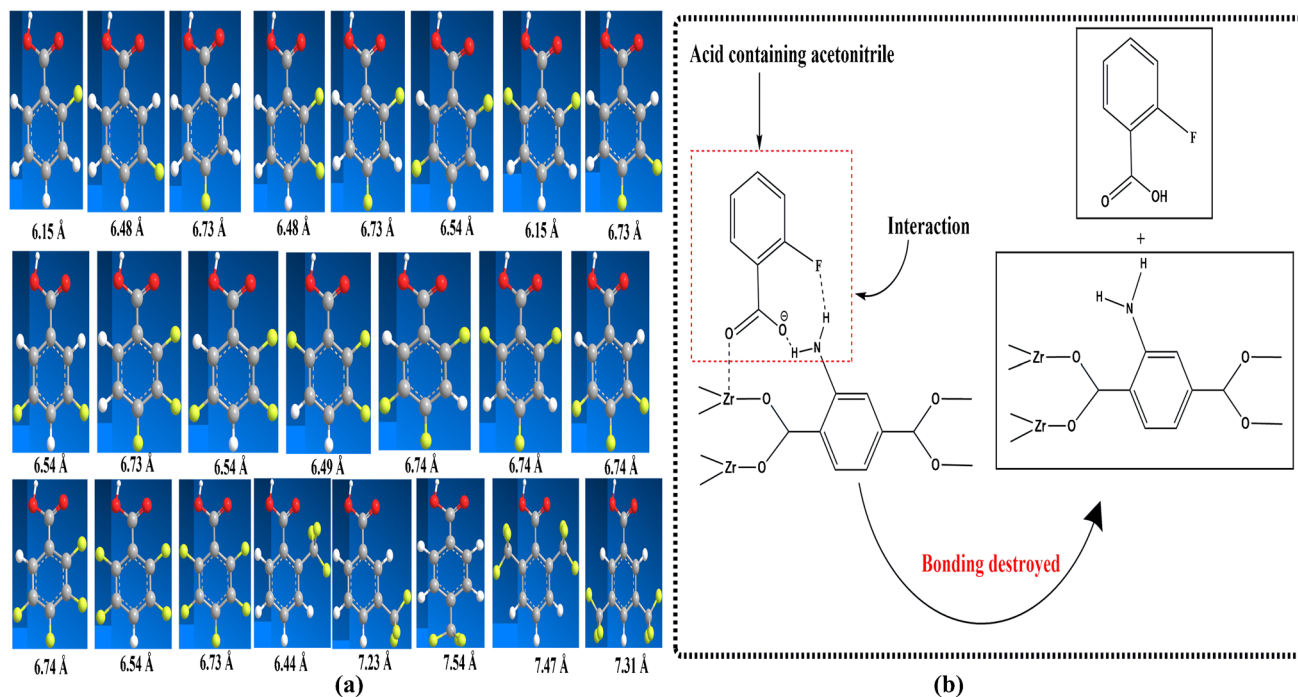 6.15 Å 6.48 Å 6.73 Å 6.48 Å 6.73 Å 6.54 Å 6.15 Å 6.73 Å
6.54 Å 6.73 Å 6.54 Å 6.49 Å 6.74 Å 6.74 Å 6.74 Å
6.74 Å 6.54 Å 6.73 Å 6.44 Å 7.23 Å 7.54 Å 7.47 Å 7.31 Å
(a)
Acid containing acetonitrile
Interaction
F
O
O
⊖
H
H
N
Zr
O
O
Zr
O
O
Bonding destroyed
F
O
OH
+
H
H
N
Zr
O
O
Zr
O
O
(b)